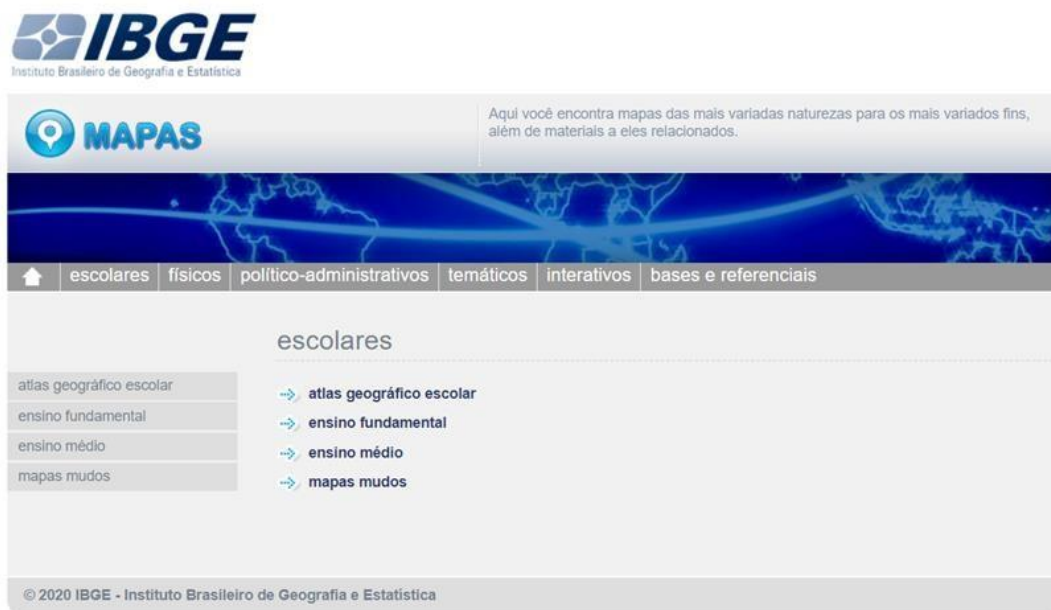 IBGE
Instituto Brasileiro de Geografia e Estatística
MAPAS
Aqui você encontra mapas das mais variadas naturezas para os mais variados fins,
além de materiais a eles relacionados.
escolares físicos político-administrativos temáticos interativos bases e referenciais
escolares
atlas geográfico escolar
ensino fundamental
ensino médio
mapas mudos
atlas geográfico escolar
ensino fundamental
ensino médio
mapas mudos
© 2020 IBGE - Instituto Brasileiro de Geografia e Estatística